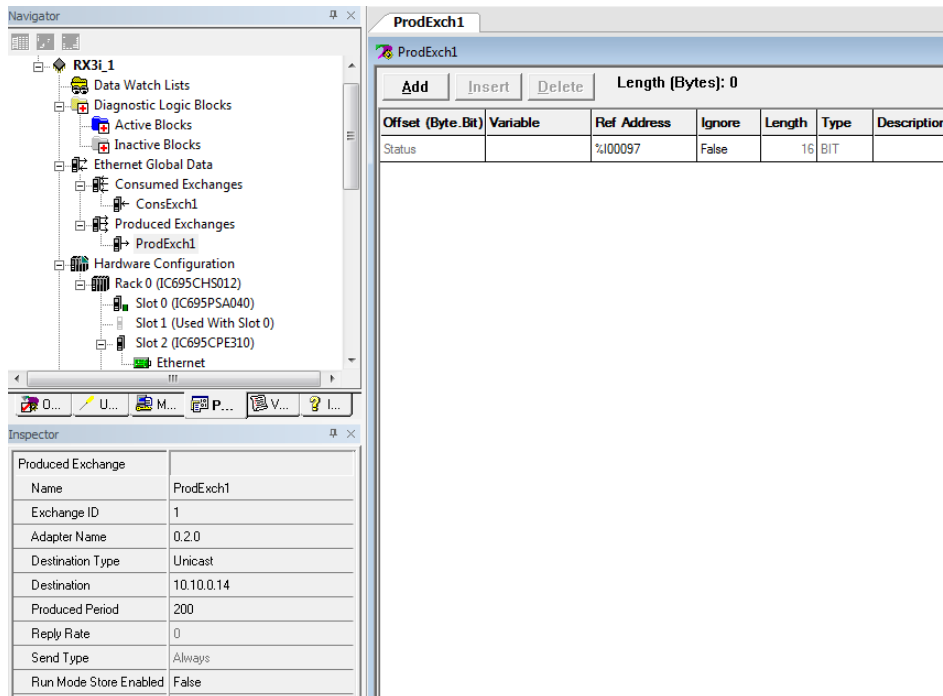 Navigator
RX3i_1
Data Watch Lists
Diagnostic Logic Blocks
Active Blocks
Inactive Blocks
Ethernet Global Data
Consumed Exchanges
ConsExch1
Produced Exchanges
ProdExch1
Hardware Configuration
Rack 0 (IC695CHS012)
Slot 0 (IC695PSA040)
Slot 1 (Used With Slot 0)
Slot 2 (IC695CPE310)
Ethernet
O... U... M... P... V... I...
Inspector
Produced Exchange
Name ProdExch1
Exchange ID 1
Adapter Name 0.2.0
Destination Type Unicast
Destination 10.10.0.14
Produced Period 200
Reply Rate 0
Send Type Always
Run Mode Store Enabled False
ProdExch1
ProdExch1
Add Insert Delete Length (Bytes): 0
Offset (Byte.Bit) Variable Ref Address Ignore Length Type Description
Status %I00097 False 16 BIT